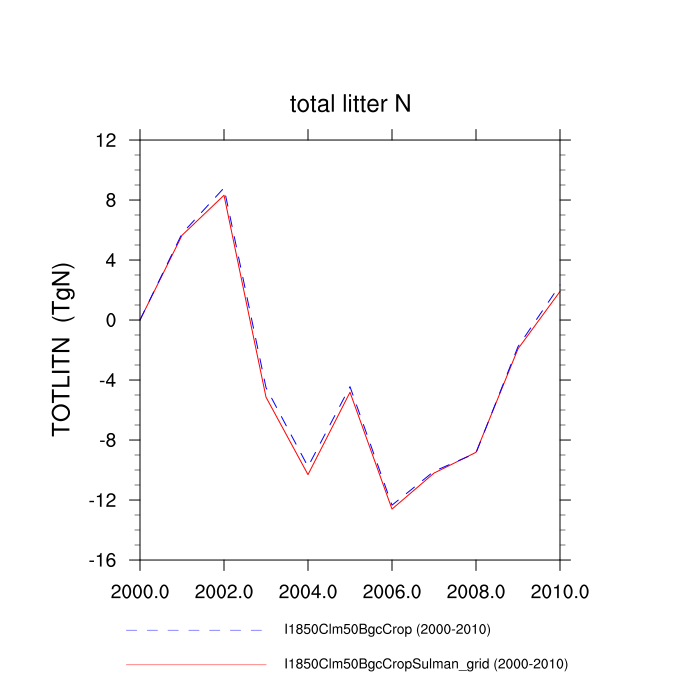 total litter N
TOTLITN (TgN)
12
8
4
0
-4
-8
-12
-16
2000.0 2002.0 2004.0 2006.0 2008.0 2010.0
I1850Clm50BgcCrop (2000-2010)
I1850Clm50BgcCropSulman_grid (2000-2010)